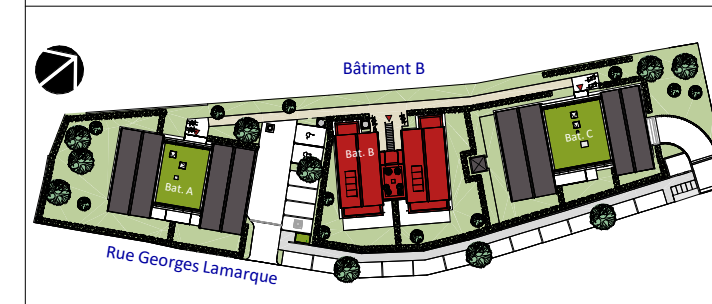 Bâtiment B
Bat. A
Bat. B
Bat. C
Rue Georges Lamarque